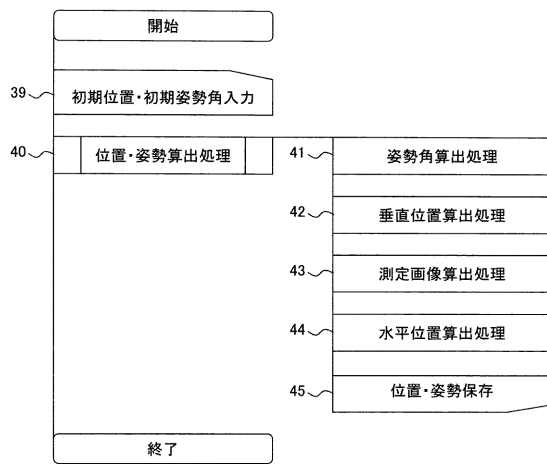 開始
39
初期位置・初期姿勢角入力
40
位置・姿勢算出処理
41
姿勢角算出処理
42
垂直位置算出処理
43
測定画像算出処理
44
水平位置算出処理
45
位置・姿勢保存
終了